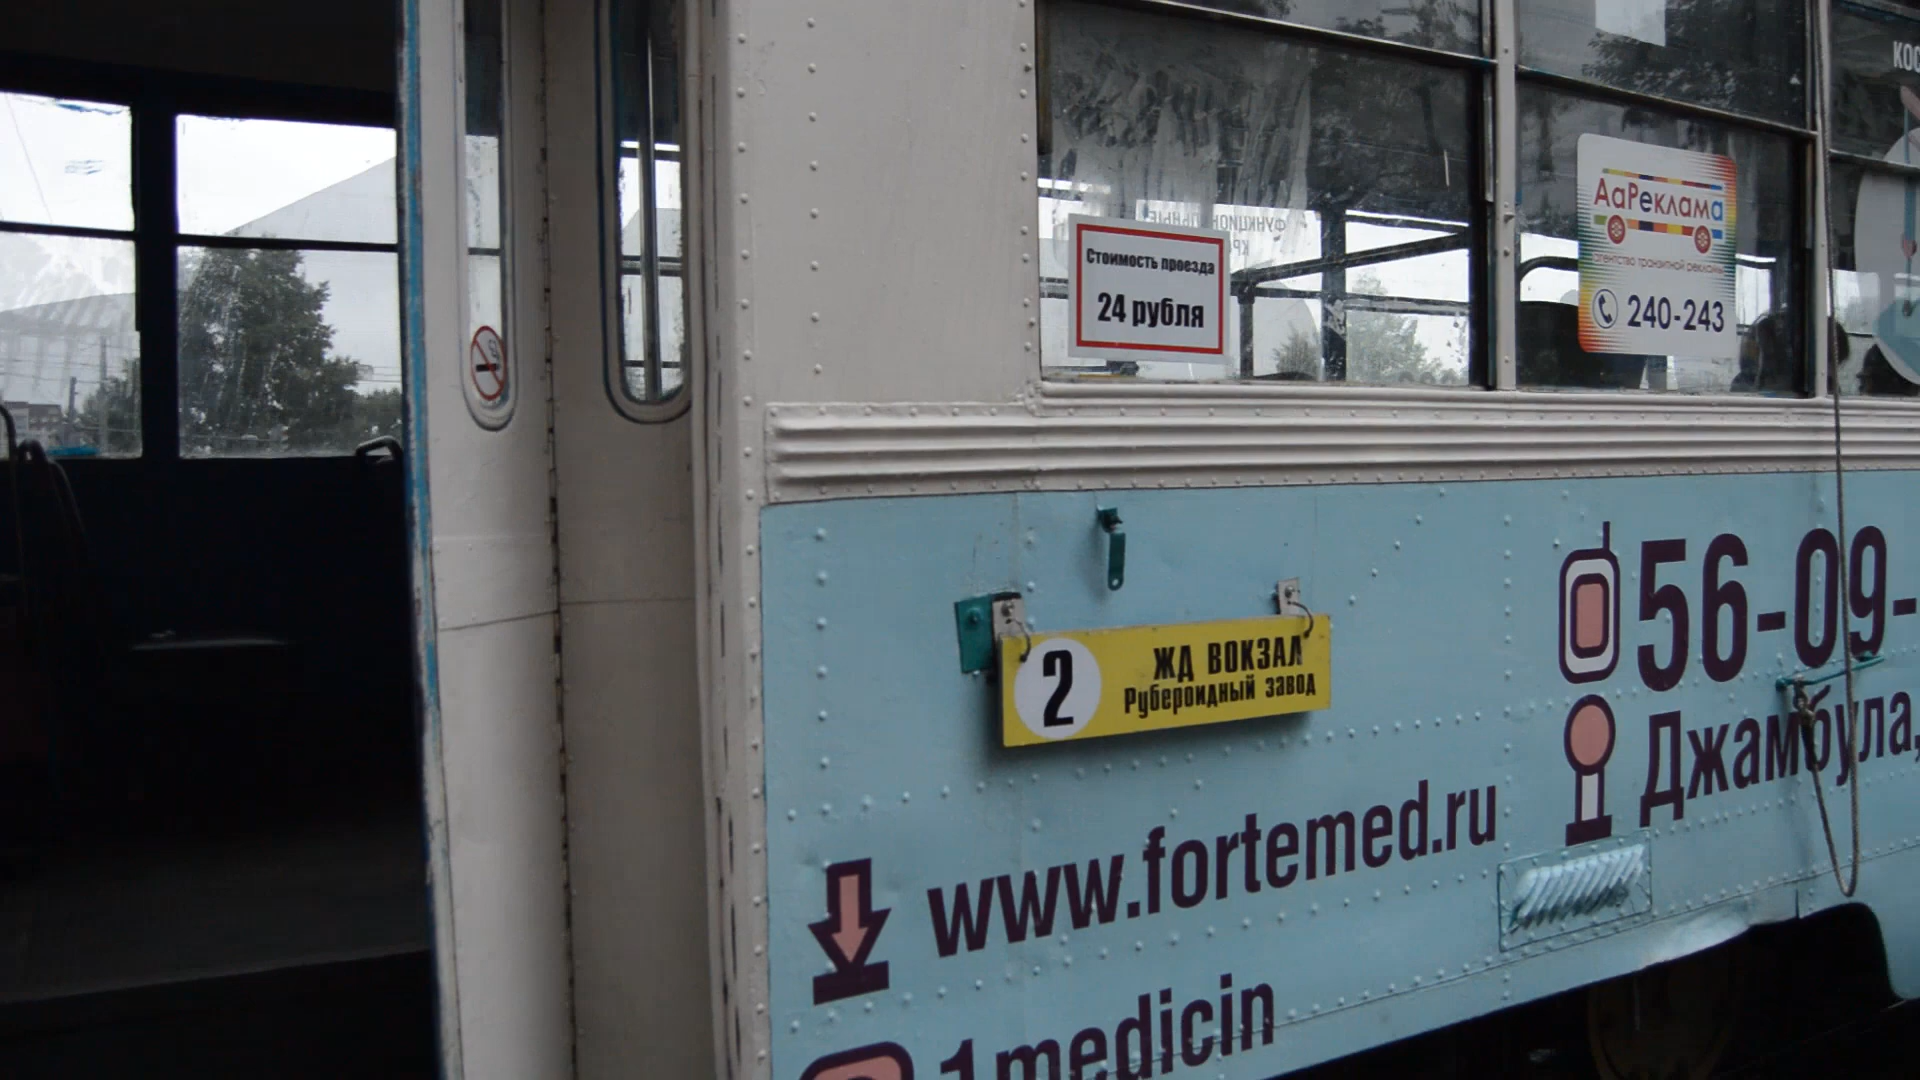 Стоимость проезда
24 рубля
АаРеклама
агентство транзитной рекламы
240-243
2
ЖД ВОКЗАЛ
Рубероидный завод
56-09-
Джамбула,
www.fortemed.ru
1medicin